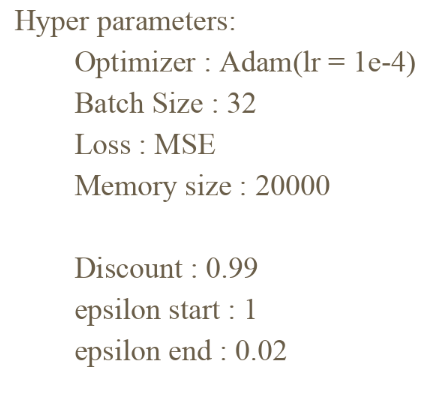 Hyper parameters:
Optimizer : Adam(lr = 1e-4)
Batch Size : 32
Loss : MSE
Memory size : 20000
Discount : 0.99
epsilon start : 1
epsilon end : 0.02